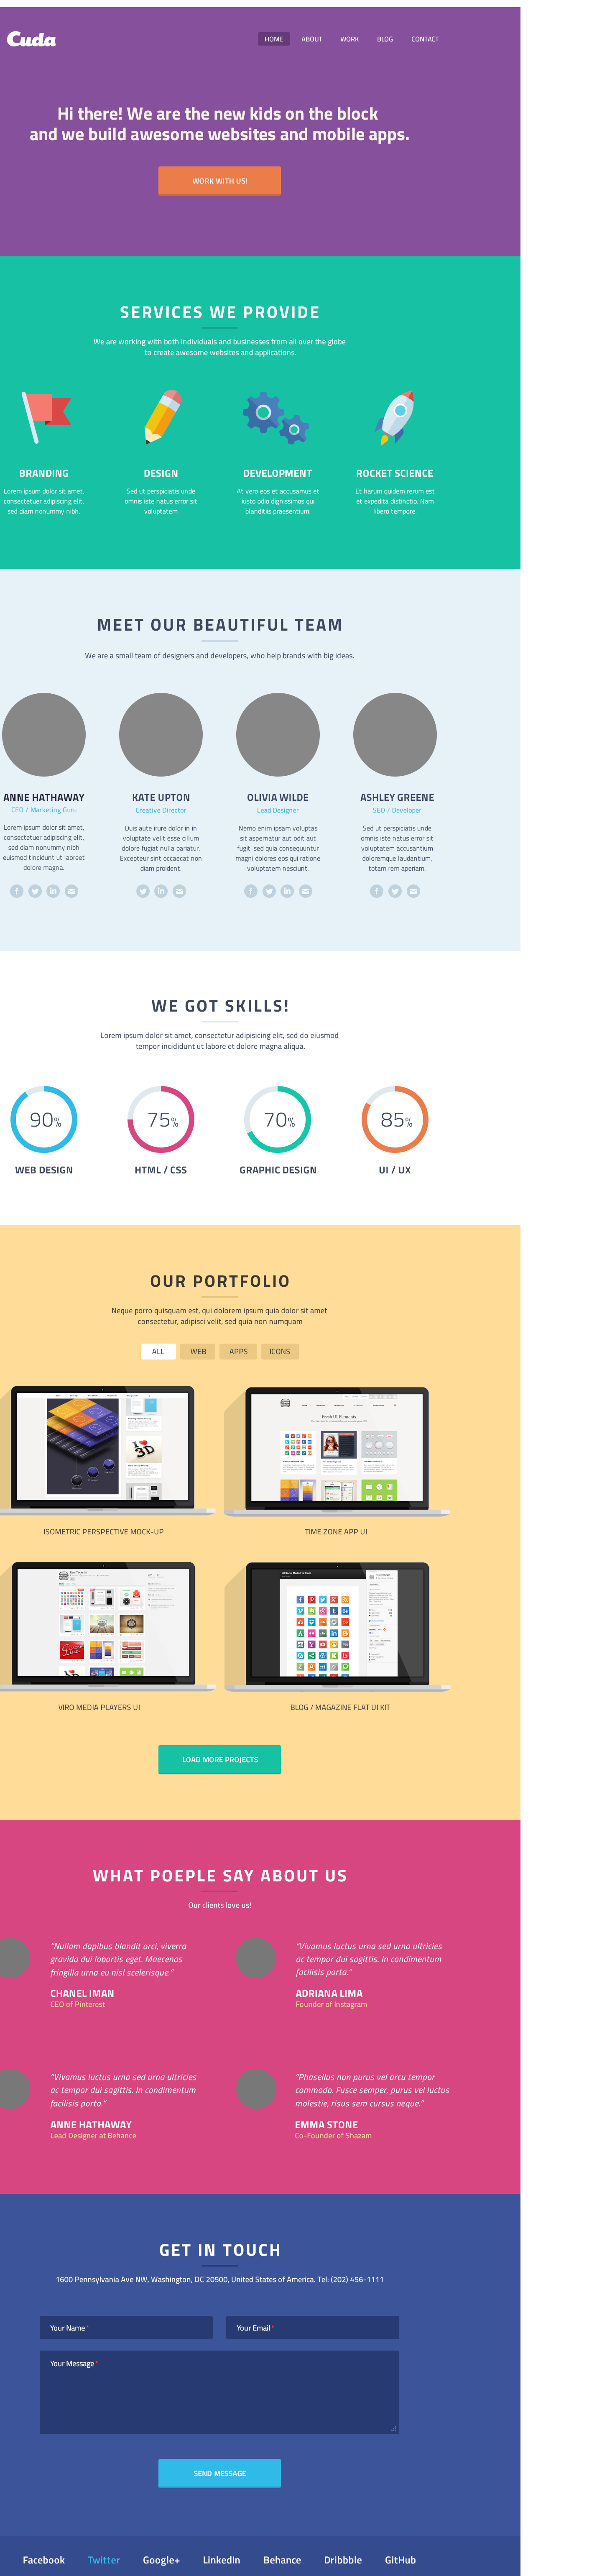 Cuda
HOME ABOUT WORK BLOG CONTACT
Hi there! We are the new kids on the block
and we build awesome websites and mobile apps.
WORK WITH US!
SERVICES WE PROVIDE
We are working with both individuals and businesses from all over the globe
to create awesome websites and applications.
BRANDING
Lorem ipsum dolor sit amet,
consectetuer adipiscing elit,
sed diam nonummy nibh.
DESIGN
Sed ut perspiciatis unde
omnis iste natus error sit
voluptatem
DEVELOPMENT
At vero eos et accusamus et
iusto odio dignissimos qui
blanditiis praesentium.
ROCKET SCIENCE
Et harum quidem rerum est
et expedita distinctio. Nam
libero tempore.
MEET OUR BEAUTIFUL TEAM
We are a small team of designers and developers, who help brands with big ideas.
ANNE HATHAWAY
CEO / Marketing Guru
Lorem ipsum dolor sit amet,
consectetuer adipiscing elit,
sed diam nonummy nibh
euismod tincidunt ut laoreet
dolore magna.
KATE UPTON
Creative Director
Duis aute irure dolor in in
voluptate velit esse cillum
dolore fugiat nulla pariatur.
Excepteur sint occaecat non
diam proident.
OLIVIA WILDE
Lead Designer
Nemo enim ipsam voluptas
sit aspernatur aut odit aut
fugit, sed quia consequuntur
magni dolores eos qui ratione
voluptatem nesciunt.
ASHLEY GREENE
SEO / Developer
Sed ut perspiciatis unde
omnis iste natus error sit
voluptatem accusantium
doloremque laudantium,
totam rem aperiam.
WE GOT SKILLS!
Lorem ipsum dolor sit amet, consectetur adipisicing elit, sed do eiusmod
tempor incididunt ut labore et dolore magna aliqua.
90% 75% 70% 85%
WEB DESIGN HTML / CSS GRAPHIC DESIGN UI / UX
OUR PORTFOLIO
Neque porro quisquam est, qui dolorem ipsum quia dolor sit amet
consectetur, adipisci velit, sed quia non numquam
ALL WEB APPS ICONS
Fresh UI Elements
ISOMETRIC PERSPECTIVE MOCK-UP
TIME ZONE APP UI
VIRO MEDIA PLAYERS UI
BLOG / MAGAZINE FLAT UI KIT
LOAD MORE PROJECTS
WHAT POEPLE SAY ABOUT US
Our clients love us!
“Nullam dapibus blandit orci, viverra
gravida dui lobortis eget. Maecenas
fringilla urna eu nisl scelerisque.”
CHANEL IMAN
CEO of Pinterest
“Vivamus luctus urna sed urna ultricies
ac tempor dui sagittis. In condimentum
facilisis porta.”
ADRIANA LIMA
Founder of Instagram
“Vivamus luctus urna sed urna ultricies
ac tempor dui sagittis. In condimentum
facilisis porta.”
ANNE HATHAWAY
Lead Designer at Behance
“Phasellus non purus vel arcu tempor
commodo. Fusce semper, purus vel luctus
molestie, risus sem cursus neque.”
EMMA STONE
Co-Founder of Shazam
GET IN TOUCH
1600 Pennsylvania Ave NW, Washington, DC 20500, United States of America. Tel: (202) 456-1111
Your Name*
Your Email*
Your Message*
SEND MESSAGE
Facebook Twitter Google+ LinkedIn Behance Dribbble GitHub